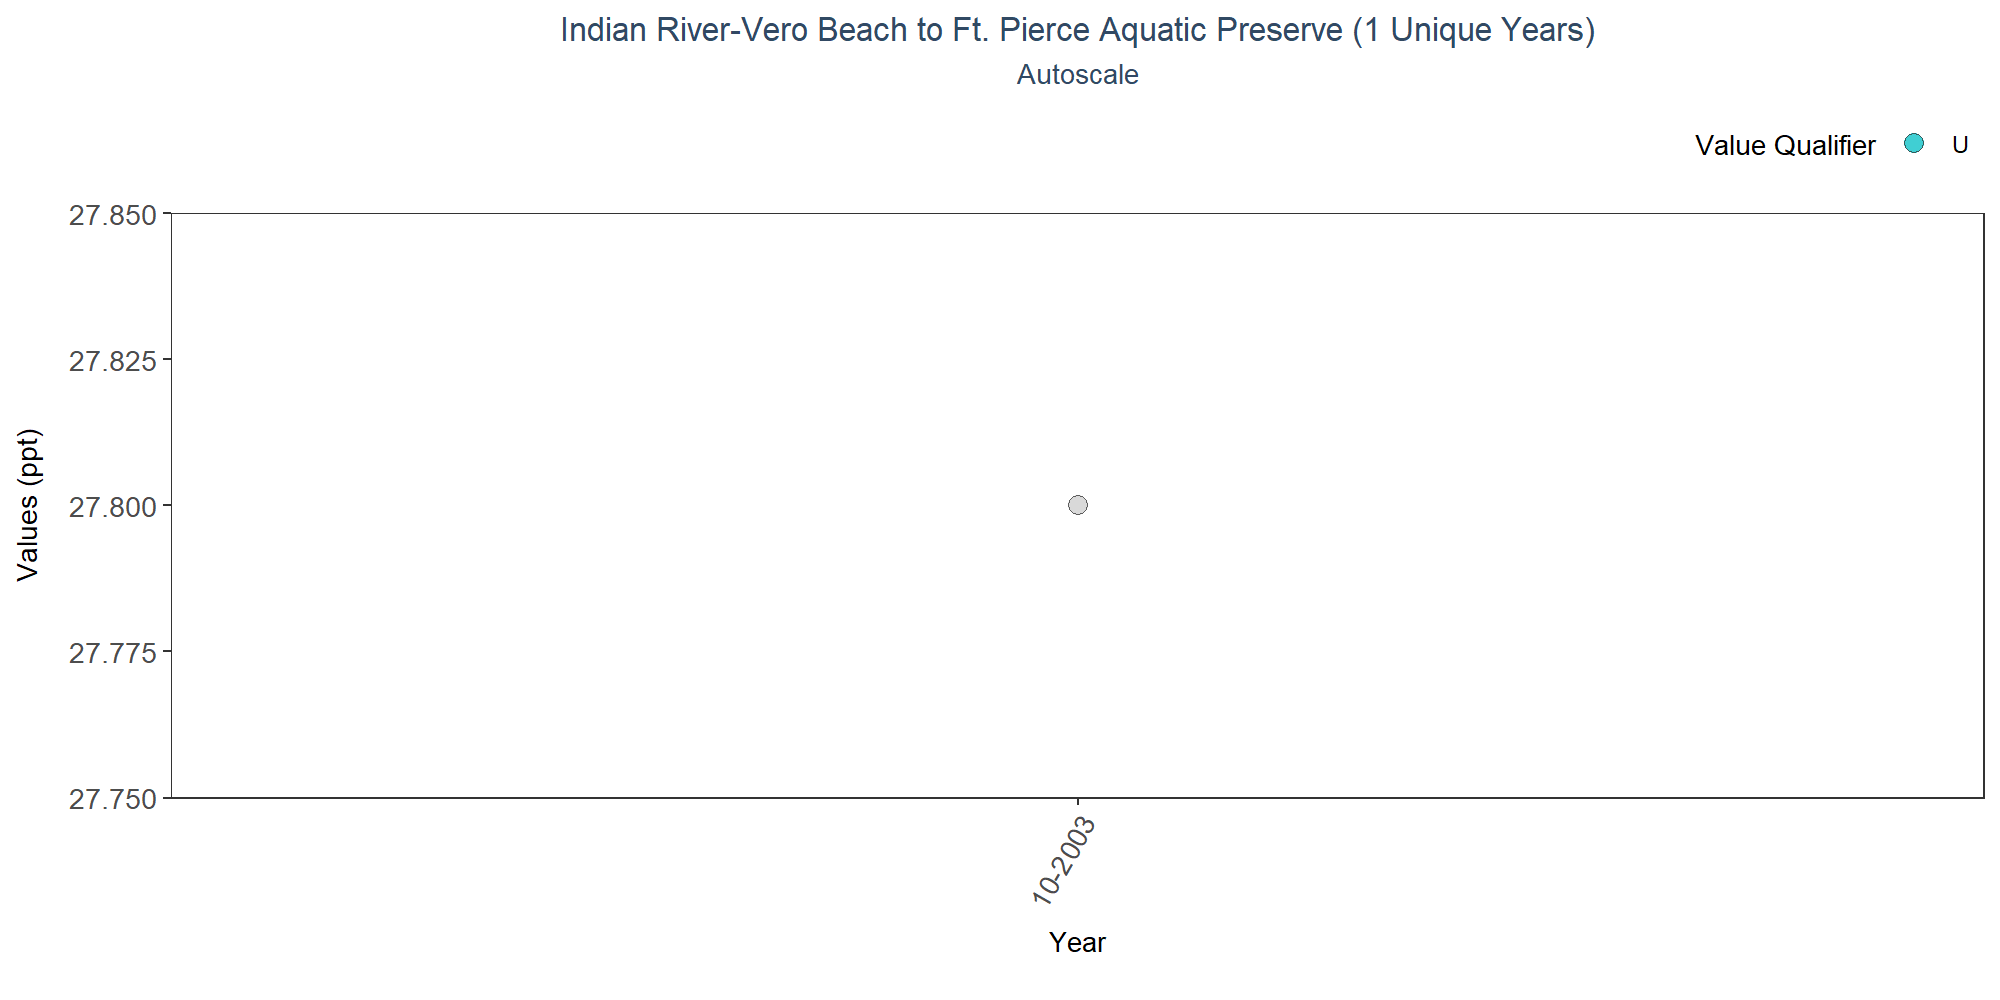 Indian River-Vero Beach to Ft. Pierce Aquatic Preserve (1 Unique Years)
Autoscale
Value Qualifier U
27.850
27.825
27.800
27.775
27.750
Values (ppt)
10-2003
Year